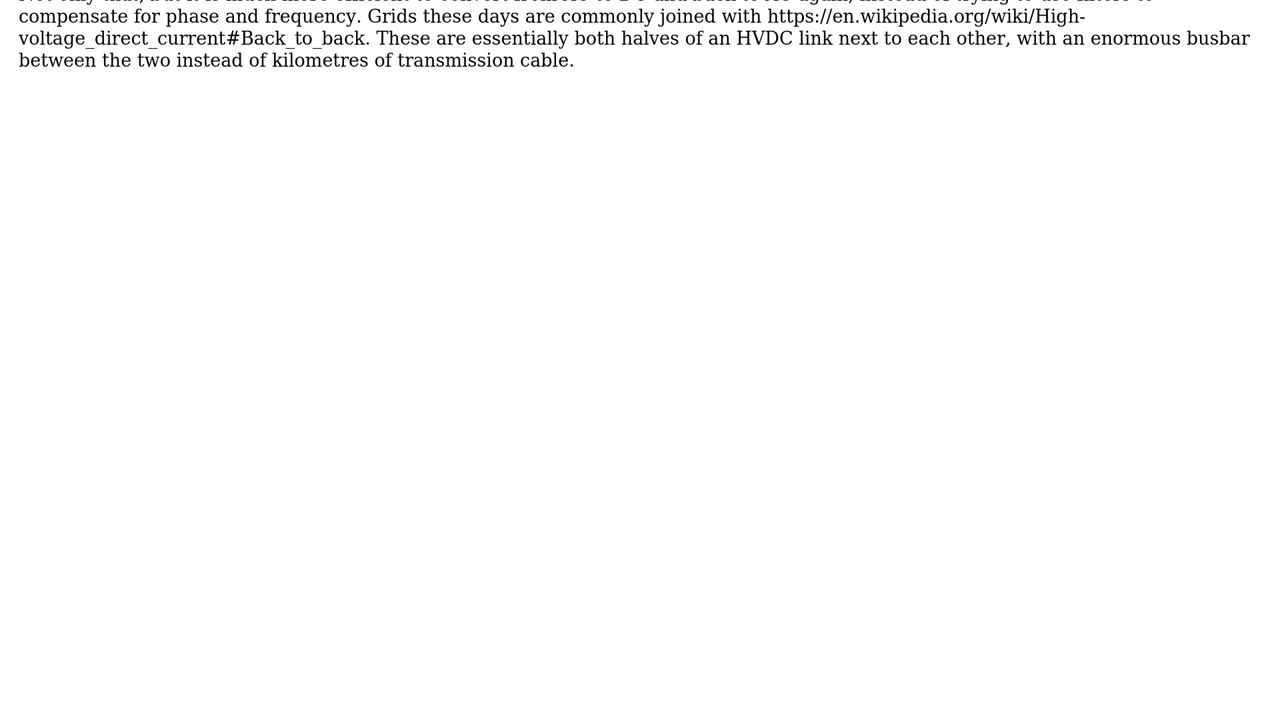 compensate for phase and frequency. Grids these days are commonly joined with https://en.wikipedia.org/wiki/High-
voltage_direct_current#Back_to_back. These are essentially both halves of an HVDC link next to each other, with an enormous busbar
between the two instead of kilometres of transmission cable.